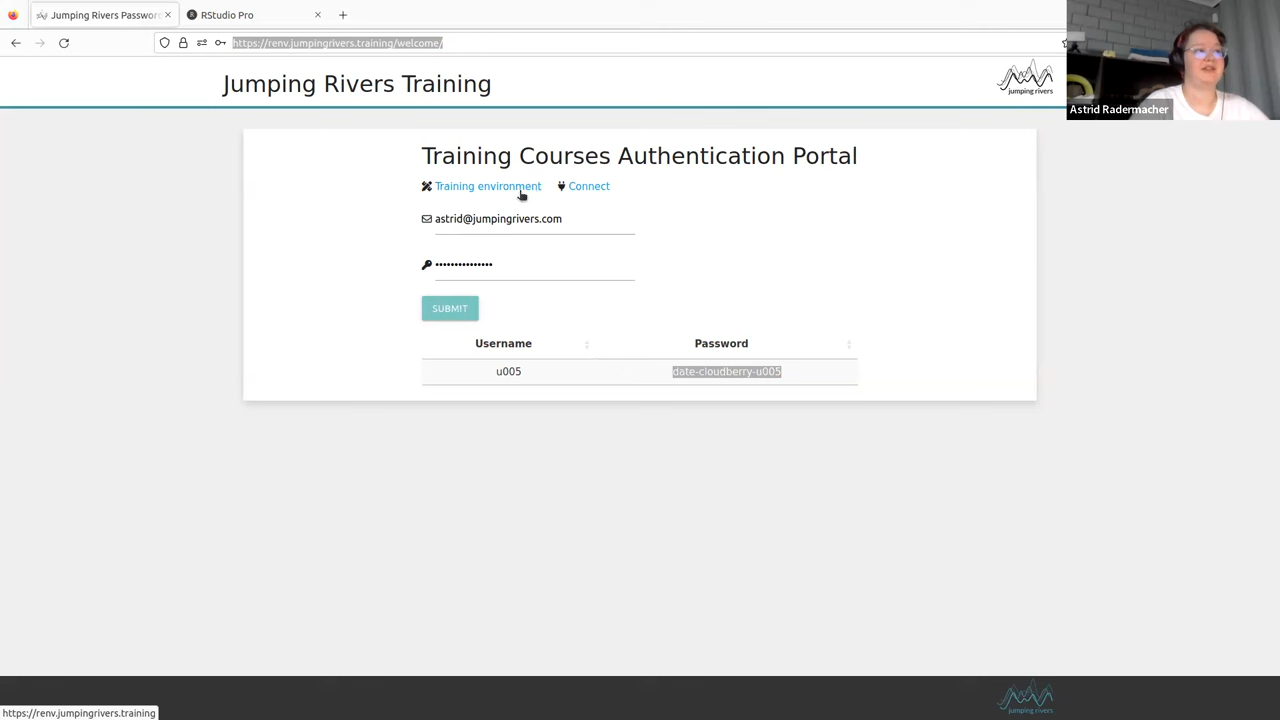 Jumping Rivers Passwor
RStudio Pro
https://renv.jumpingrivers.training/welcome/
Jumping Rivers Training
jumping rivers
Astrid Radermacher
Training Courses Authentication Portal
Training environment Connect
astrid@jumpingrivers.com
•••••••••••••••
SUBMIT
Username Password
u005 date-cloudberry-u005
jumping rivers
https://renv.jumpingrivers.training